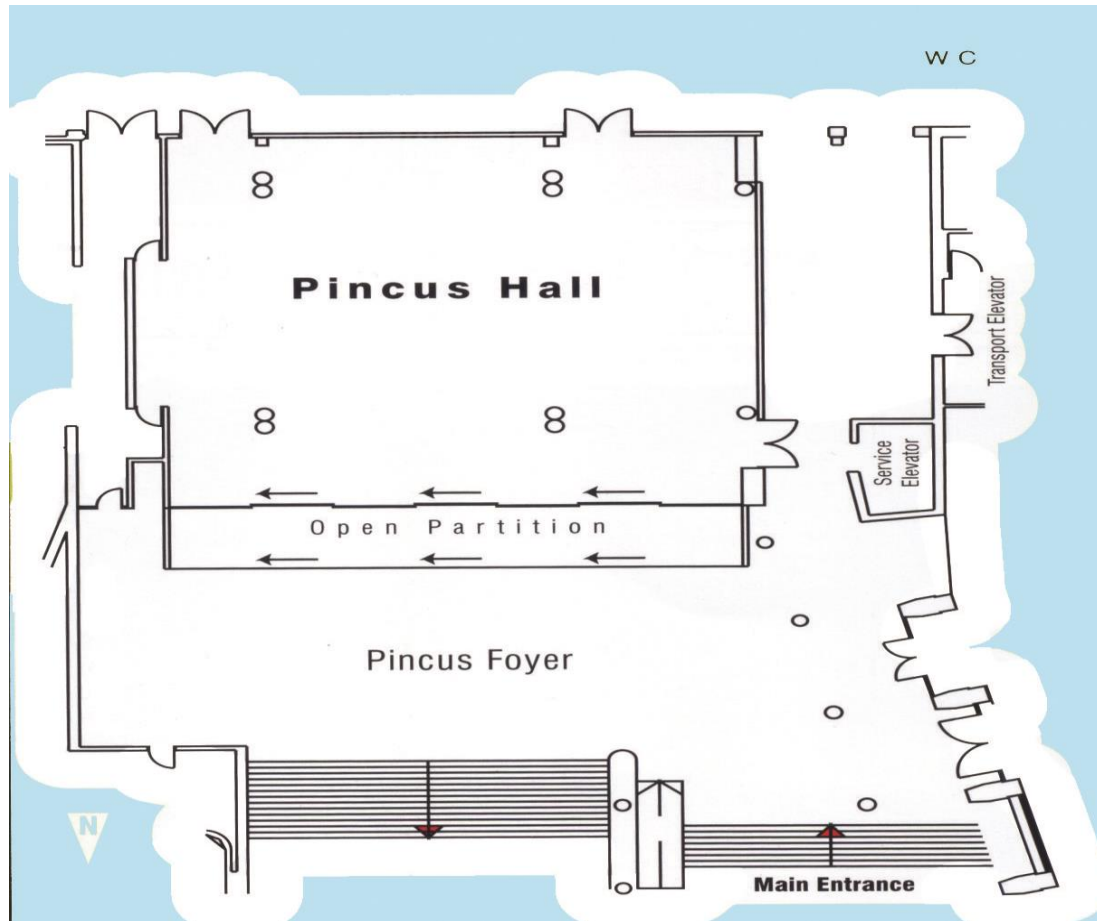 W C
Pincus Hall
Transport Elevator
Service
Elevator
Open Partition
Pincus Foyer
N
Main Entrance